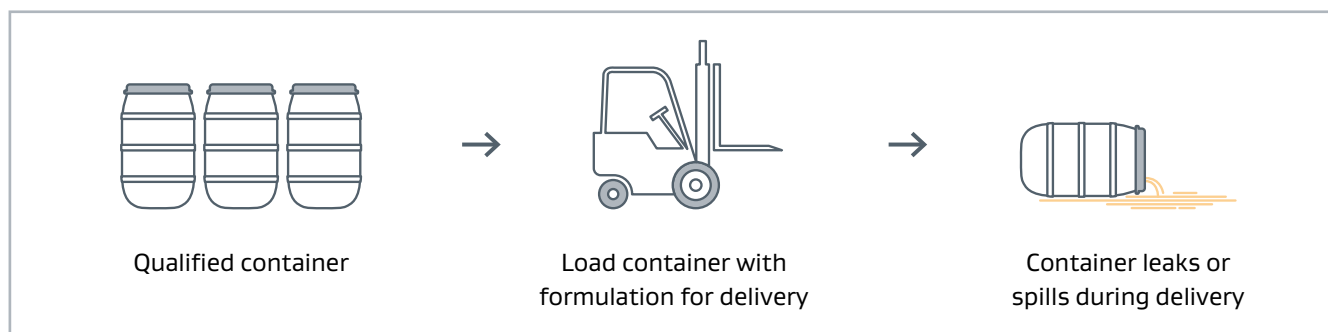 Qualified container
Load container with
formulation for delivery
Container leaks or
spills during delivery